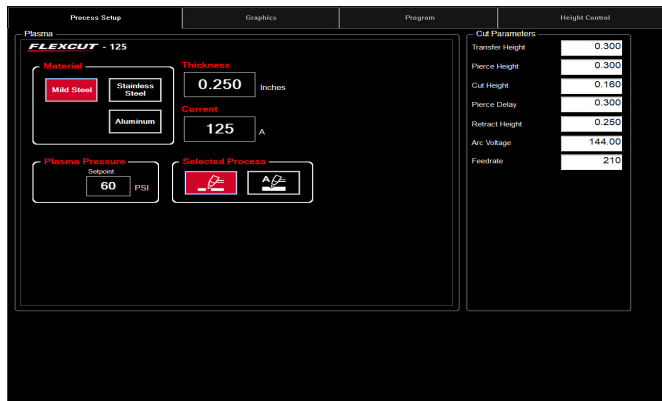 Process Setup
Graphics
Program
Height Control
Plasma
FLEXCUT - 125
Material
Mild Steel
Stainless
Steel
Aluminum
Thickness
0.250 Inches
Current
125 A
Plasma Pressure
Setpoint
60 PSI
Selected Process
A
Cut Parameters
Transfer Height 0.300
Pierce Height 0.300
Cut Height 0.160
Pierce Delay 0.300
Retract Height 0.250
Arc Voltage 144.00
Feedrate 210